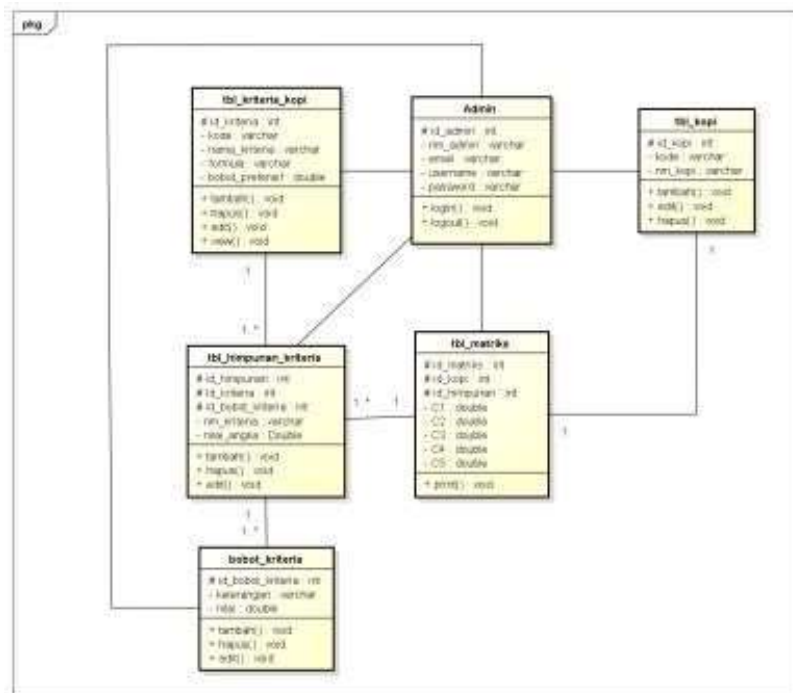 pkg
tbl_kriteria_kopi
# id_kriteria : int
- kode : varchar
- nama_kriteria : varchar
- formula : varchar
- bobot_preferensi : double
+ tambah() : void
+ hapus() : void
+ edit() : void
+ view() : void
Admin
# id_admin : int
- nm_admin : varchar
- email : varchar
- username : varchar
- password : varchar
+ login() : void
+ logout() : void
tbl_kopi
# id_kopi : int
- kode : varchar
- nm_kopi : varchar
+ tambah() : void
+ edit() : void
+ hapus() : void
1
1
1..*
tbl_himpunan_kriteria
# id_himpunan : int
# id_kriteria : int
# id_bobot_kriteria : int
- nm_kriteria : varchar
- nilai_angka : Double
+ tambah() : void
+ hapus() : void
+ edit() : void
1..*
1
tbl_matriks
# id_matriks : int
# id_kopi : int
# id_himpunan : int
- C1 : double
- C2 : double
- C3 : double
- C4 : double
- C5 : double
+ print() : void
1
1
1..*
bobot_kriteria
# id_bobot_kriteria : int
- keterangan : varchar
- nilai : double
+ tambah() : void
+ hapus() : void
+ edit() : void